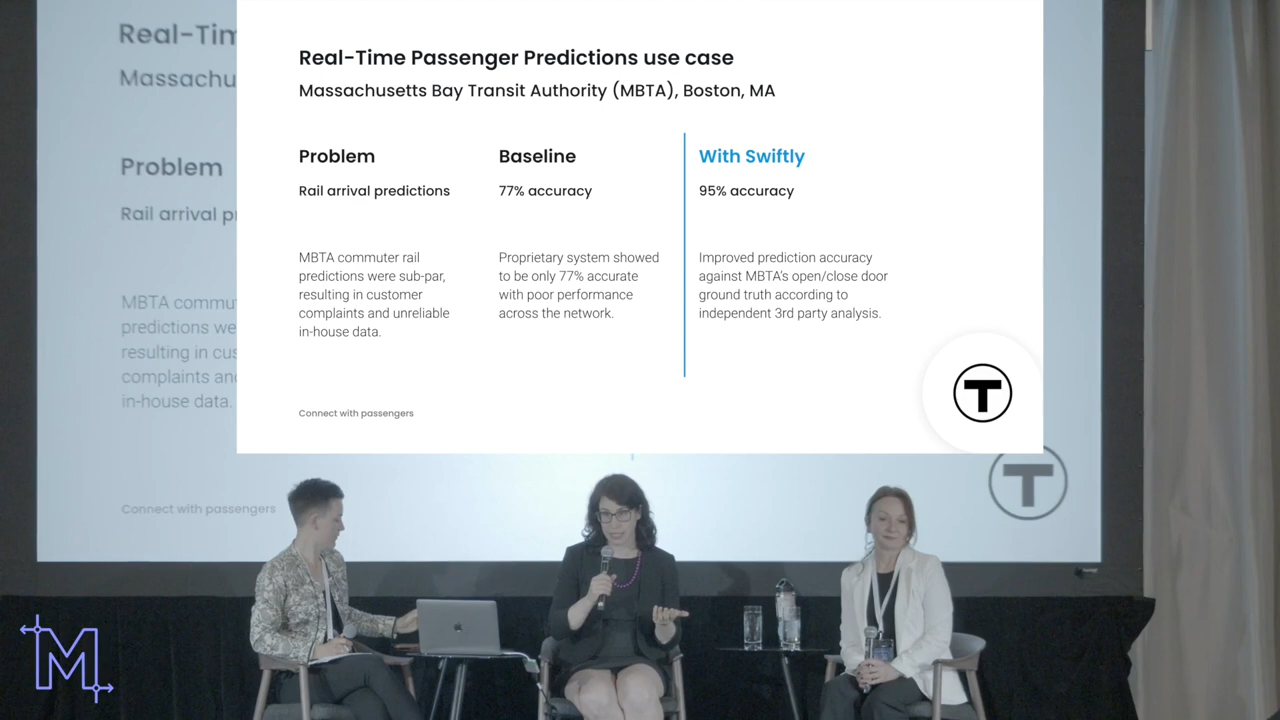 Real-Time Passenger Predictions use case
Massachusetts Bay Transit Authority (MBTA), Boston, MA
Problem
Rail arrival predictions
MBTA commuter rail
predictions were sub-par,
resulting in customer
complaints and unreliable
in-house data.
Baseline
77% accuracy
Proprietary system showed
to be only 77% accurate
with poor performance
across the network.
With Swiftly
95% accuracy
Improved prediction accuracy
against MBTA's open/close door
ground truth according to
independent 3rd party analysis.
Connect with passengers
T
Real-Tim
Massachu
Problem
Rail arrival pr
MBTA commu
predictions we
resulting in cus
complaints and
in-house data.
Connect with passengers
T
M